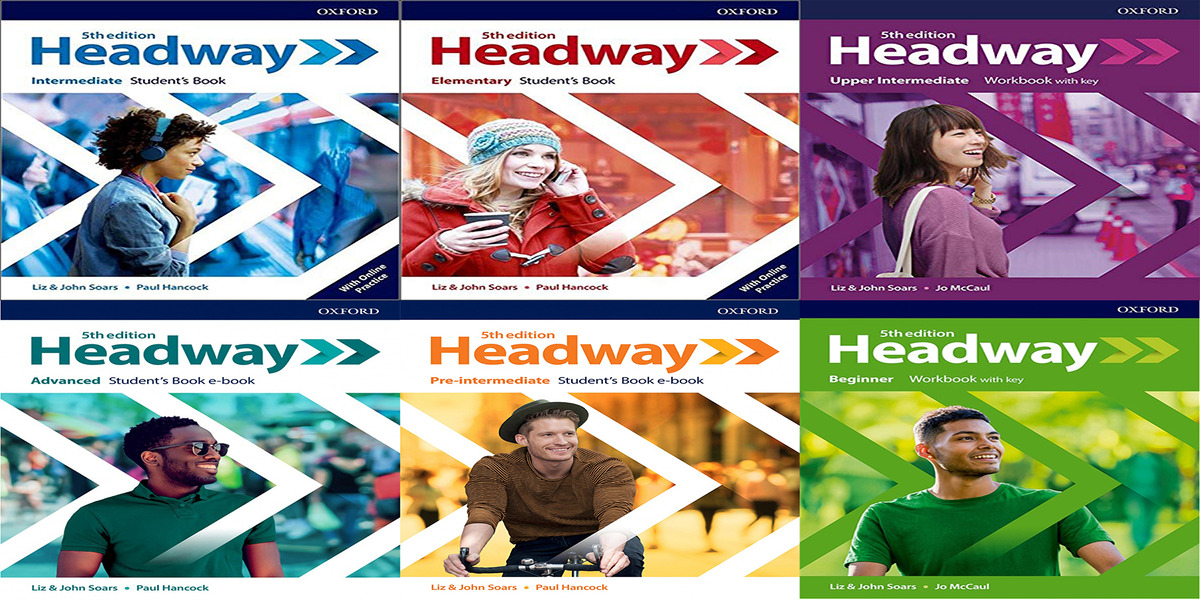 OXFORD
5th edition
Headway
Intermediate Student's Book
With Online
Practice
Liz & John Soars • Paul Hancock
OXFORD
5th edition
Headway
Elementary Student's Book
With Online
Practice
Liz & John Soars • Paul Hancock
OXFORD
5th edition
Headway
Upper Intermediate Workbook with key
Liz & John Soars • Jo McCaul
OXFORD
5th edition
Headway
Advanced Student's Book e-book
Liz & John Soars • Paul Hancock
OXFORD
5th edition
Headway
Pre-intermediate Student's Book e-book
Liz & John Soars • Paul Hancock
OXFORD
5th edition
Headway
Beginner Workbook with key
Liz & John Soars • Jo McCaul